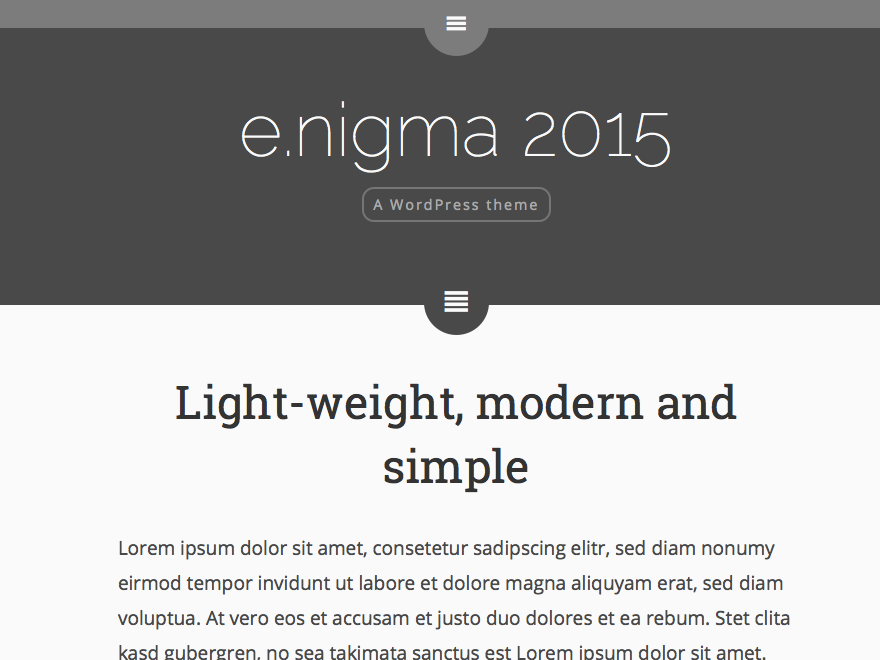 e.nigma 2015
A WordPress theme
Light-weight, modern and
simple
Lorem ipsum dolor sit amet, consetetur sadipscing elitr, sed diam nonumy
eirmod tempor invidunt ut labore et dolore magna aliquyam erat, sed diam
voluptua. At vero eos et accusam et justo duo dolores et ea rebum. Stet clita
kasd gubergren, no sea takimata sanctus est Lorem ipsum dolor sit amet.